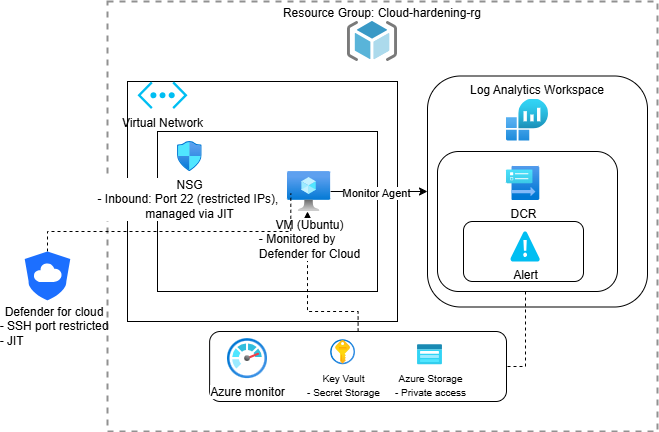 Resource Group: Cloud-hardening-rg
Virtual Network
Log Analytics Workspace
NSG
- Inbound: Port 22 (restricted IPs),
managed via JIT
Monitor Agent
VM (Ubuntu)
- Monitored by
Defender for Cloud
DCR
Alert
Defender for cloud
- SSH port restricted
- JIT
Azure monitor
Key Vault
- Secret Storage
Azure Storage
- Private access